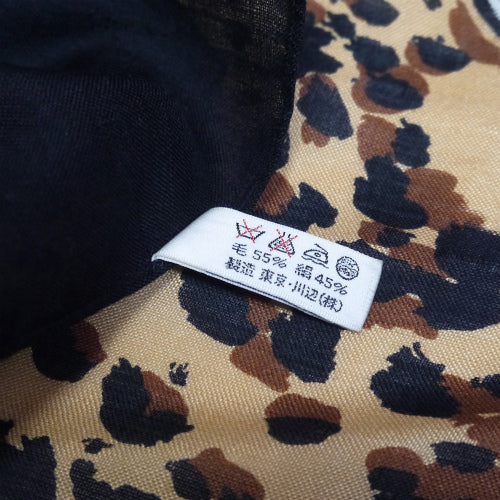 毛 55% 絹 45%
製造 東京・川辺(株)